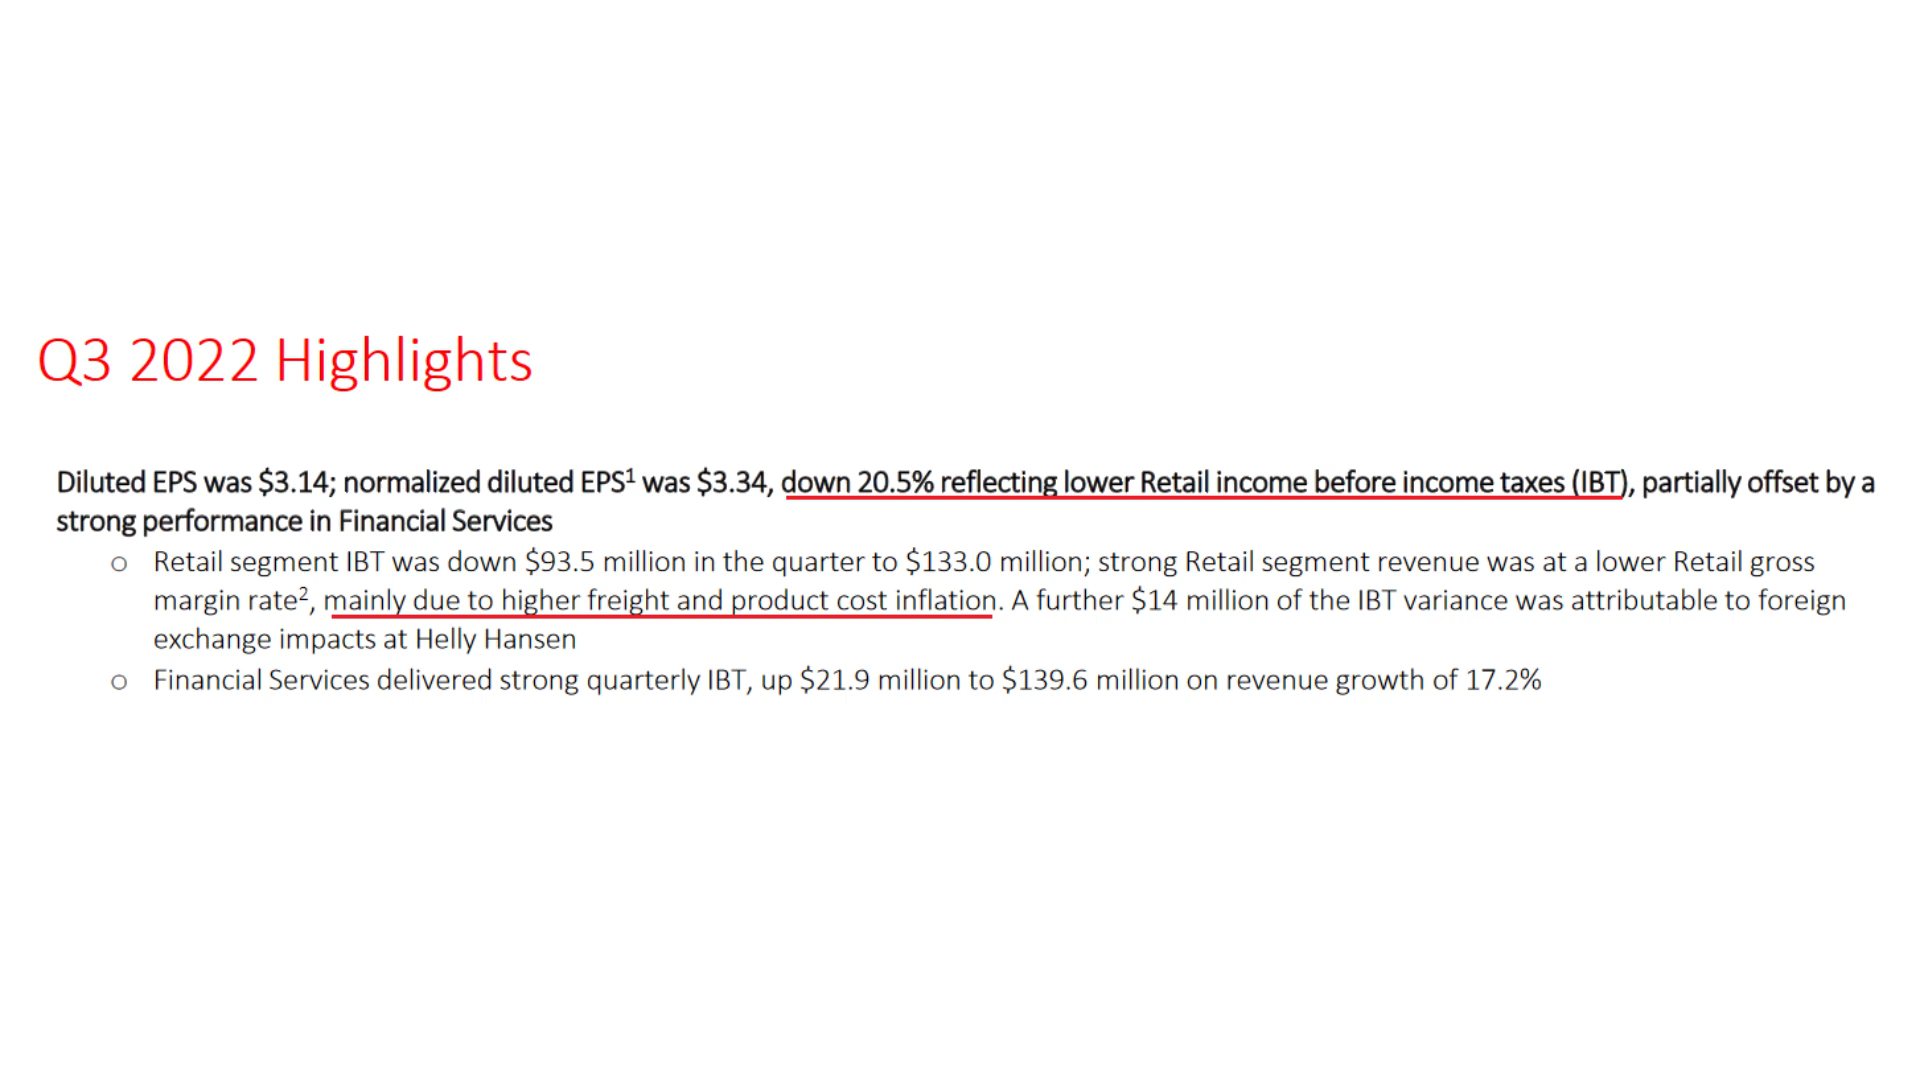 Q3 2022 Highlights
Diluted EPS was $3.14; normalized diluted EPS¹ was $3.34, down 20.5% reflecting lower Retail income before income taxes (IBT), partially offset by a
strong performance in Financial Services
○ Retail segment IBT was down $93.5 million in the quarter to $133.0 million; strong Retail segment revenue was at a lower Retail gross
margin rate², mainly due to higher freight and product cost inflation. A further $14 million of the IBT variance was attributable to foreign
exchange impacts at Helly Hansen
○ Financial Services delivered strong quarterly IBT, up $21.9 million to $139.6 million on revenue growth of 17.2%